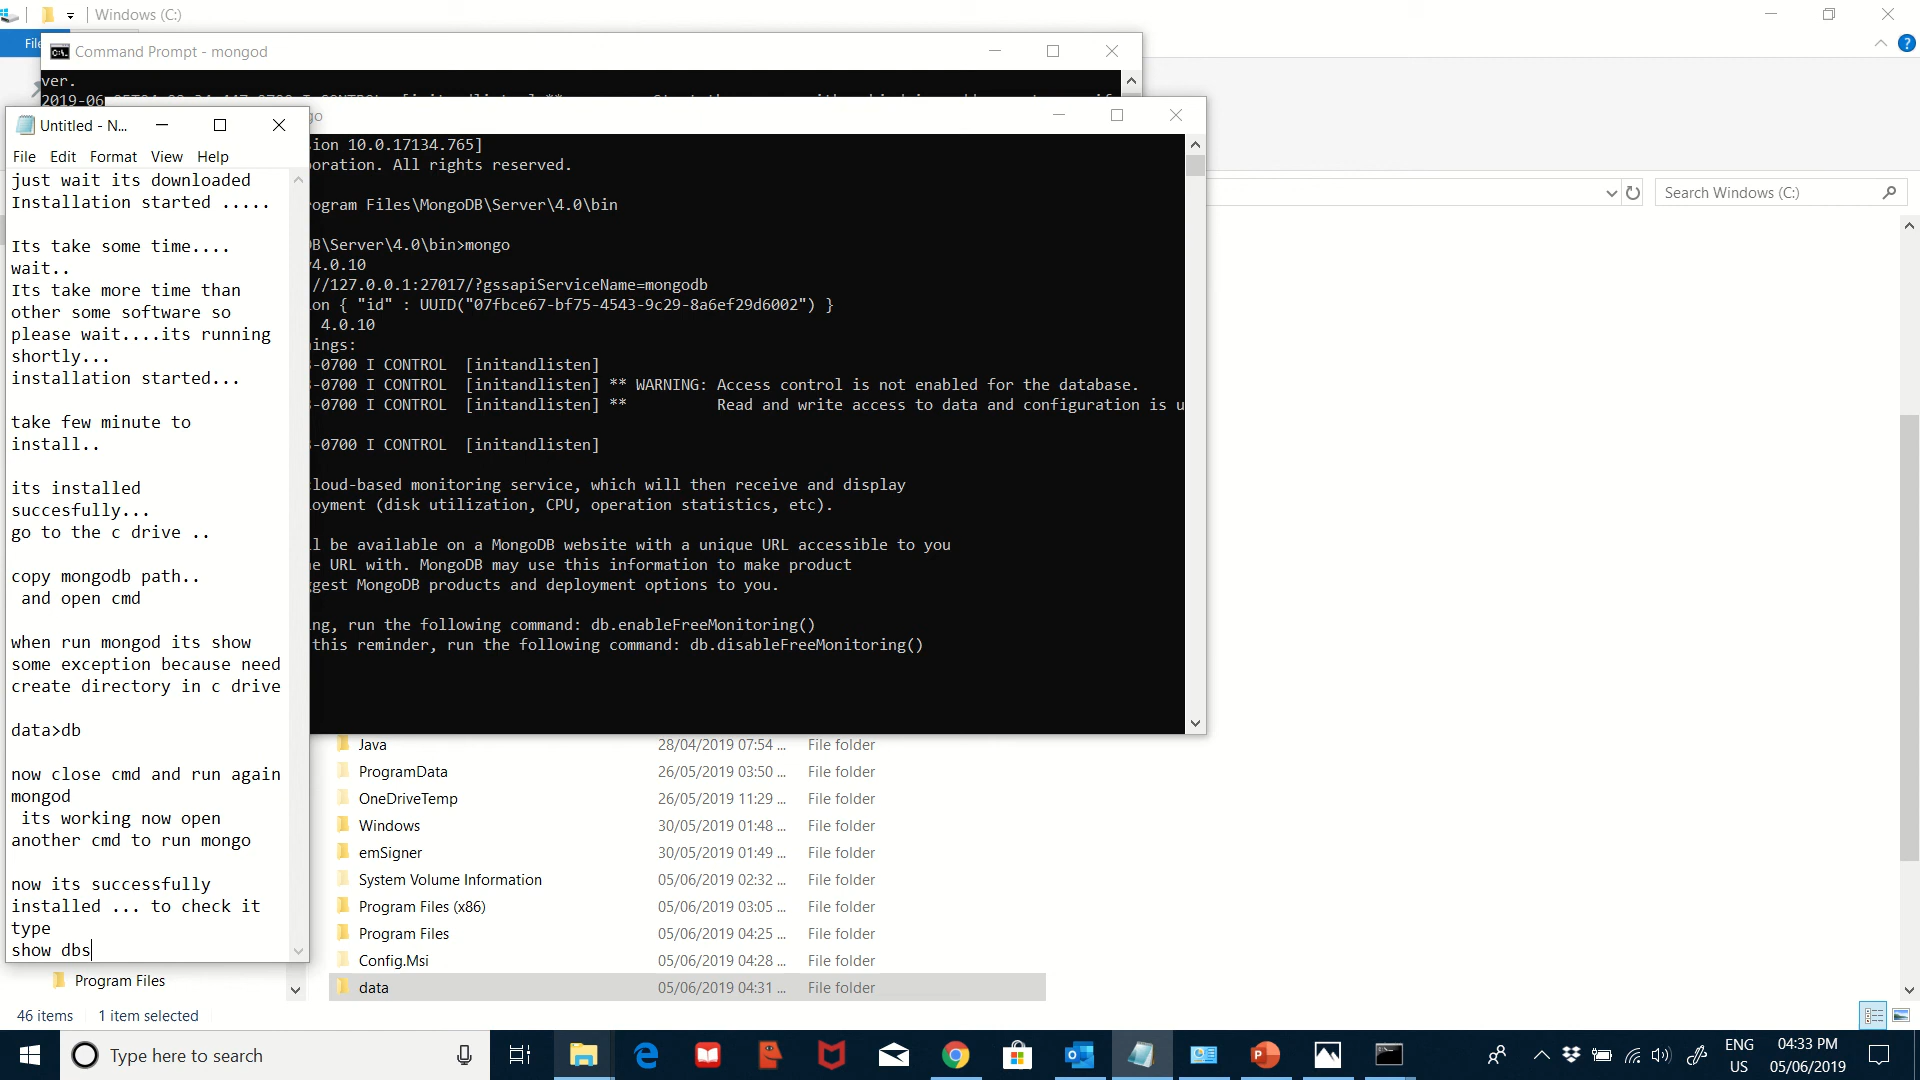 Windows (C:)
File
Command Prompt - mongod
ver.
2019-06
go
Untitled - N...
File Edit Format View Help
just wait its downloaded
Installation started .....
Its take some time....
wait..
Its take more time than
other some software so
please wait....its running
shortly...
installation started...
take few minute to
install..
its installed
succesfully...
go to the c drive ..
copy mongodb path..
and open cmd
when run mongod its show
some exception because need
create directory in c drive
data>db
now close cmd and run again
mongod
its working now open
another cmd to run mongo
now its successfully
installed ... to check it
type
show dbs
ion 10.0.17134.765]
oration. All rights reserved.
ogram Files\MongoDB\Server\4.0\bin
DB\Server\4.0\bin>mongo
v4.0.10
//127.0.0.1:27017/?gssapiServiceName=mongodb
on { "id" : UUID("07fbce67-bf75-4543-9c29-8a6ef29d6002") }
4.0.10
ings:
-0700 I CONTROL [initandlisten]
-0700 I CONTROL [initandlisten] ** WARNING: Access control is not enabled for the database.
-0700 I CONTROL [initandlisten] ** Read and write access to data and configuration is u
-0700 I CONTROL [initandlisten]
cloud-based monitoring service, which will then receive and display
oyment (disk utilization, CPU, operation statistics, etc).
ll be available on a MongoDB website with a unique URL accessible to you
e URL with. MongoDB may use this information to make product
ggest MongoDB products and deployment options to you.
ng, run the following command: db.enableFreeMonitoring()
this reminder, run the following command: db.disableFreeMonitoring()
Search Windows (C:)
Java 28/04/2019 07:54 ... File folder
ProgramData 26/05/2019 03:50 ... File folder
OneDriveTemp 26/05/2019 11:29 ... File folder
Windows 30/05/2019 01:48 ... File folder
emSigner 30/05/2019 01:49 ... File folder
System Volume Information 05/06/2019 02:32 ... File folder
Program Files (x86) 05/06/2019 03:05 ... File folder
Program Files 05/06/2019 04:25 ... File folder
Config.Msi 05/06/2019 04:28 ... File folder
data 05/06/2019 04:31 ... File folder
Program Files
46 items 1 item selected
Type here to search
ENG
US
04:33 PM
05/06/2019